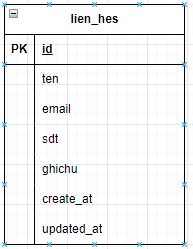 lien_hes
PK id
ten
email
sdt
ghichu
create_at
updated_at